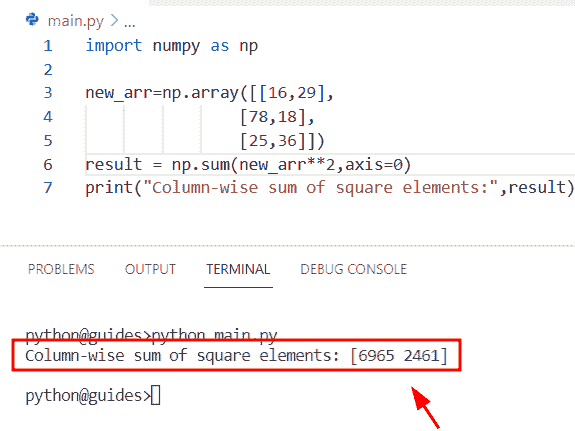 main.py > ...
1 import numpy as np
2
3 new_arr=np.array([[16,29],
4 [78,18],
5 [25,36]])
6 result = np.sum(new_arr**2,axis=0)
7 print("Column-wise sum of square elements:",result)
PROBLEMS OUTPUT TERMINAL DEBUG CONSOLE
python@guides>python main.py
Column-wise sum of square elements: [6965 2461]
python@guides>